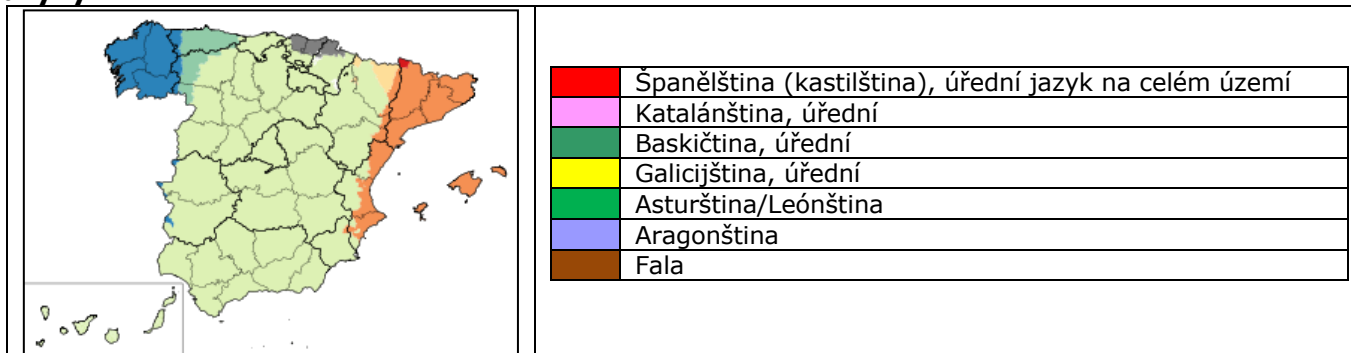 Španělština (kastilština), úřední jazyk na celém území
Katalánština, úřední
Baskičtina, úřední
Galicijština, úřední
Asturština/Leónština
Aragonština
Fala